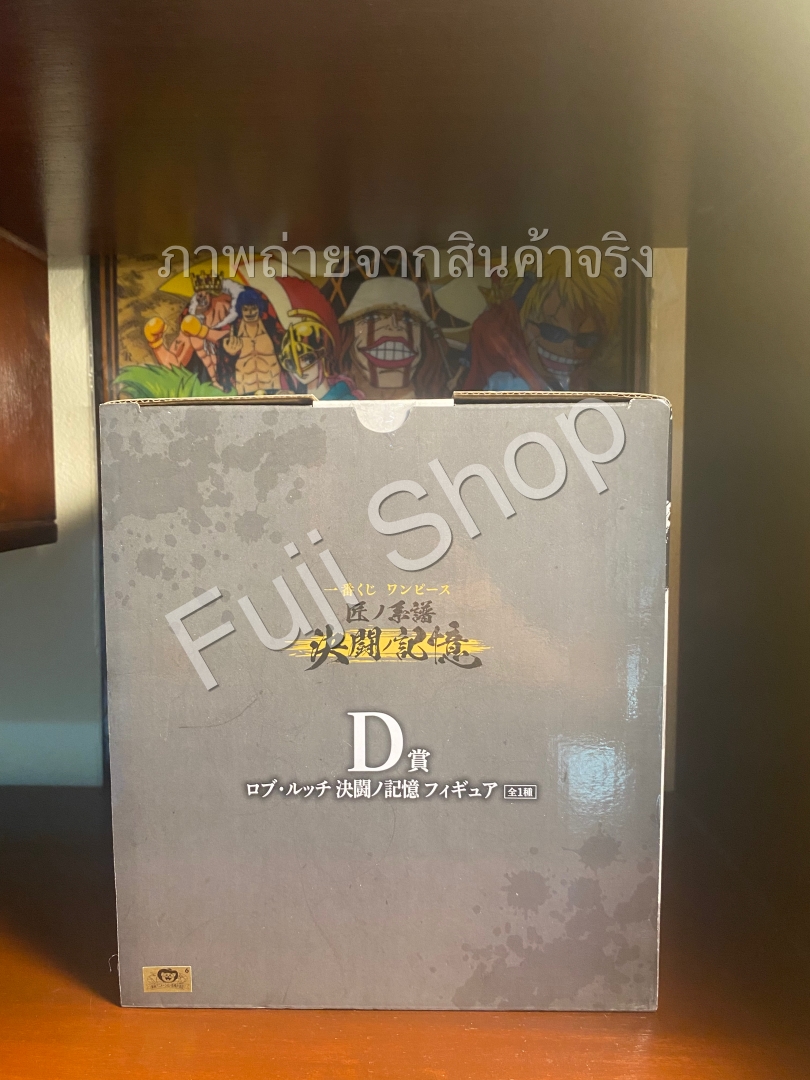 ภาพถ่ายจากสินค้าจริง
Fuji Shop
一番くじ ワンピース
匠ノ系譜
決闘ノ記憶
D賞
ロブ・ルッチ 決闘ノ記憶 フィギュア 全1種